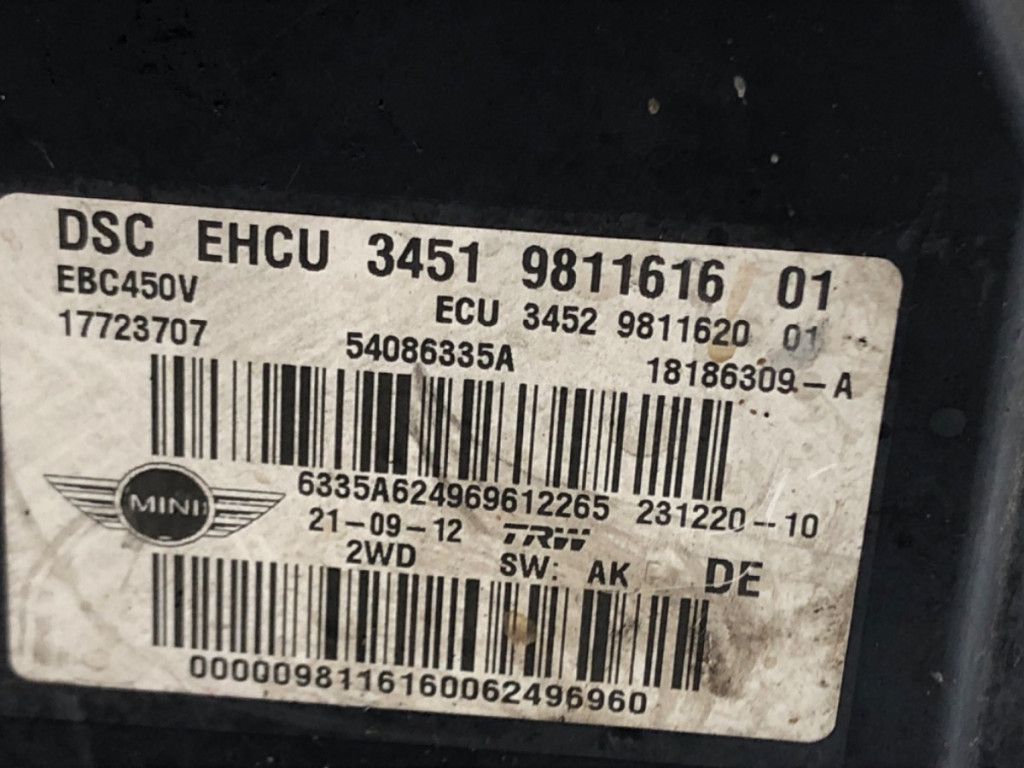 DSC EHCU 3451 9811616 01
EBC450V
ECU 3452 9811620 01
17723707
54086335A
18186309-A
6335A624969612265 231220-10
MINI
21-09-12
TRW
2WD
SW: AK
DE
0000098116160062496960